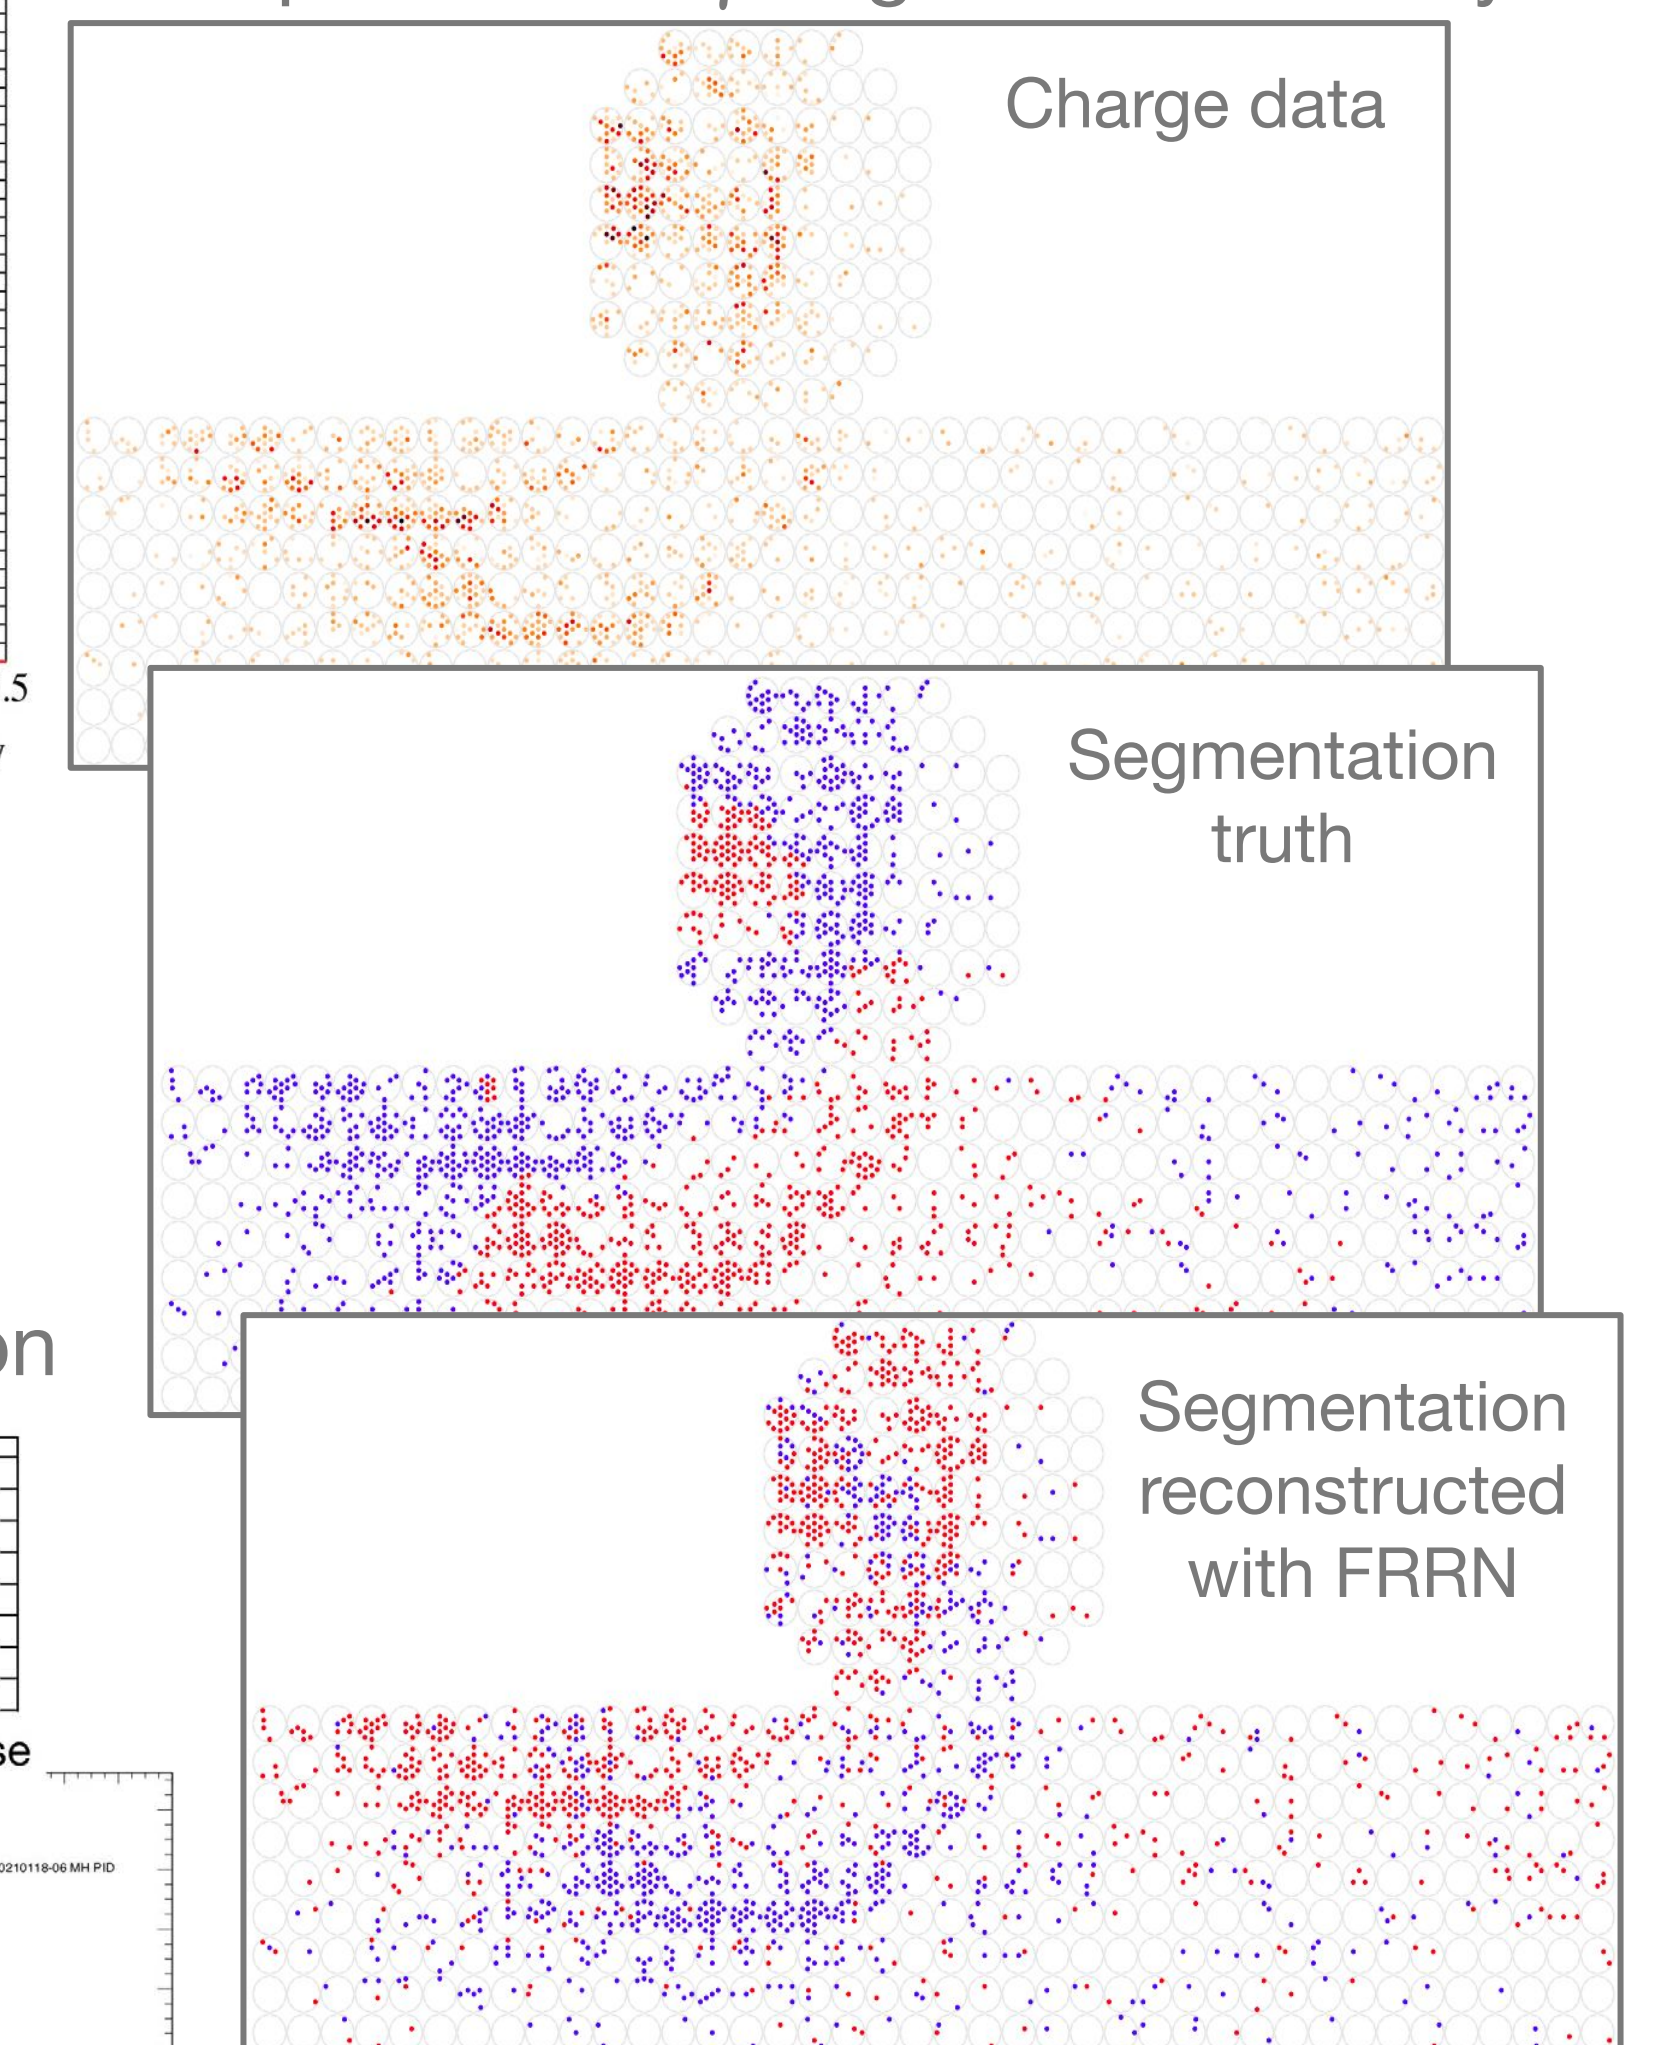 Charge data
.5
Segmentation
truth
on
Segmentation
reconstructed
with FRRN
se
0210118-06 MH PID